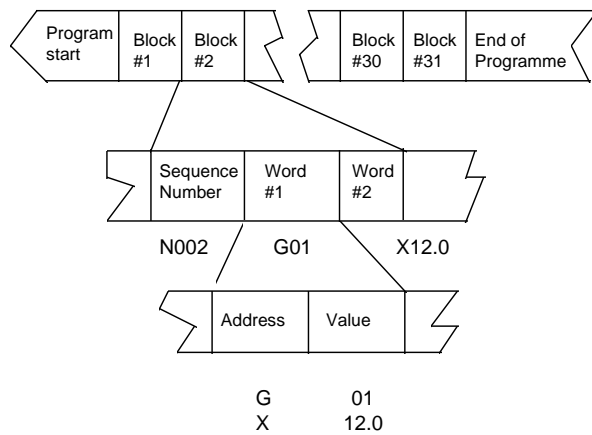 Program start
Block #1
Block #2
Block #30
Block #31
End of Programme
Sequence Number
Word #1
Word #2
N002 G01 X12.0
Address Value
G 01
X 12.0